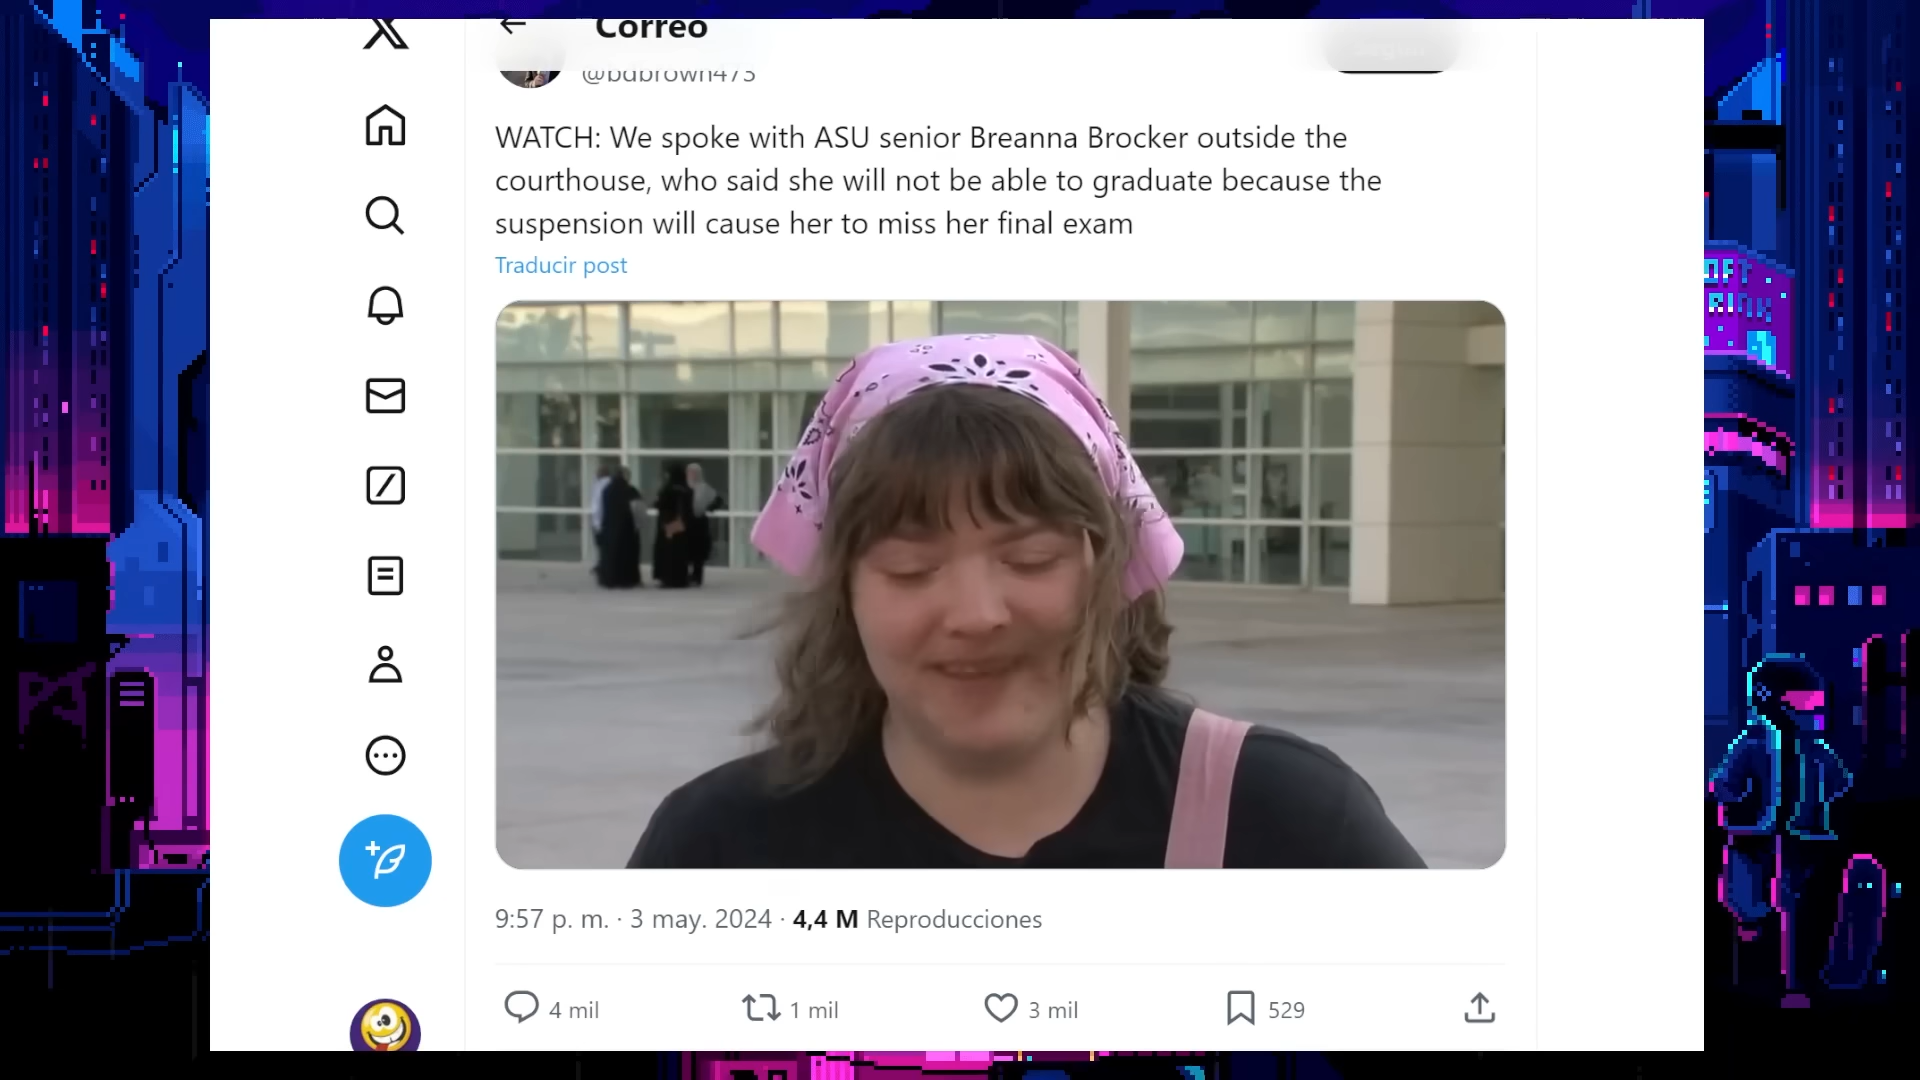 Correo
@bdbrown473
WATCH: We spoke with ASU senior Breanna Brocker outside the
courthouse, who said she will not be able to graduate because the
suspension will cause her to miss her final exam
Traducir post
9:57 p. m. · 3 may. 2024 · 4,4 M Reproducciones
4 mil 1 mil 3 mil 529